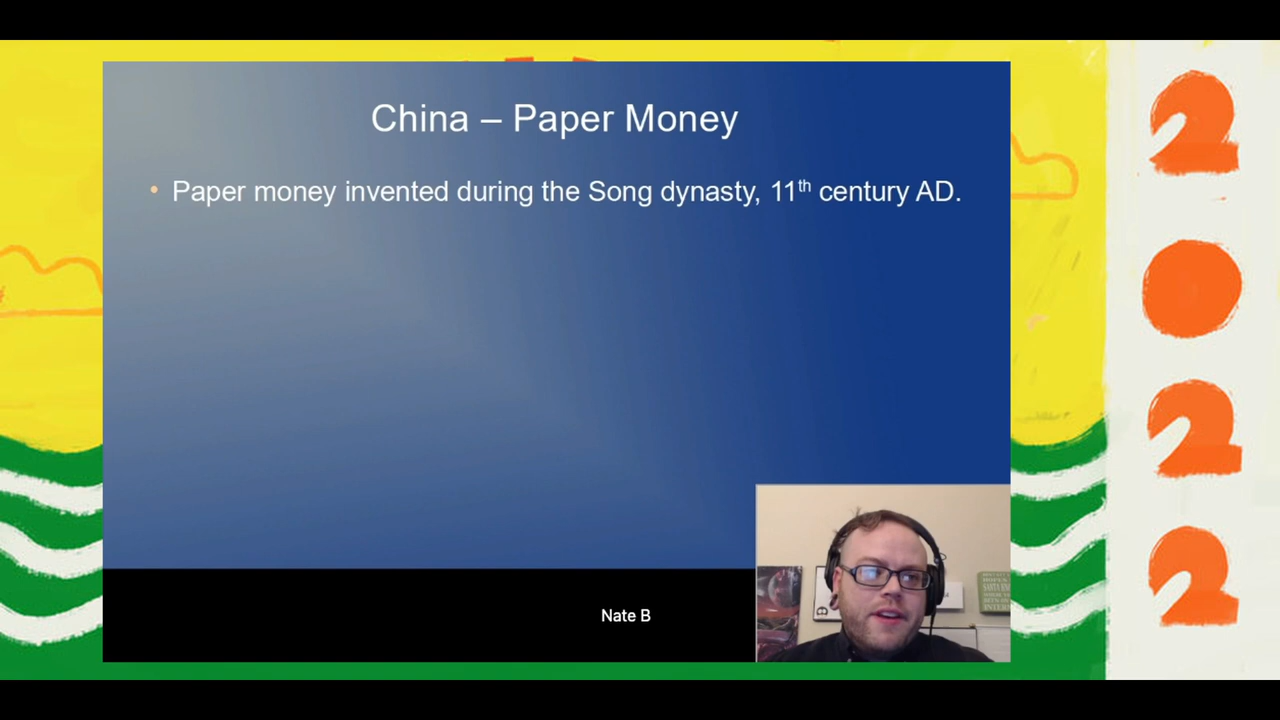 China – Paper Money
• Paper money invented during the Song dynasty, 11th century AD.
Nate B
2
0
2
2